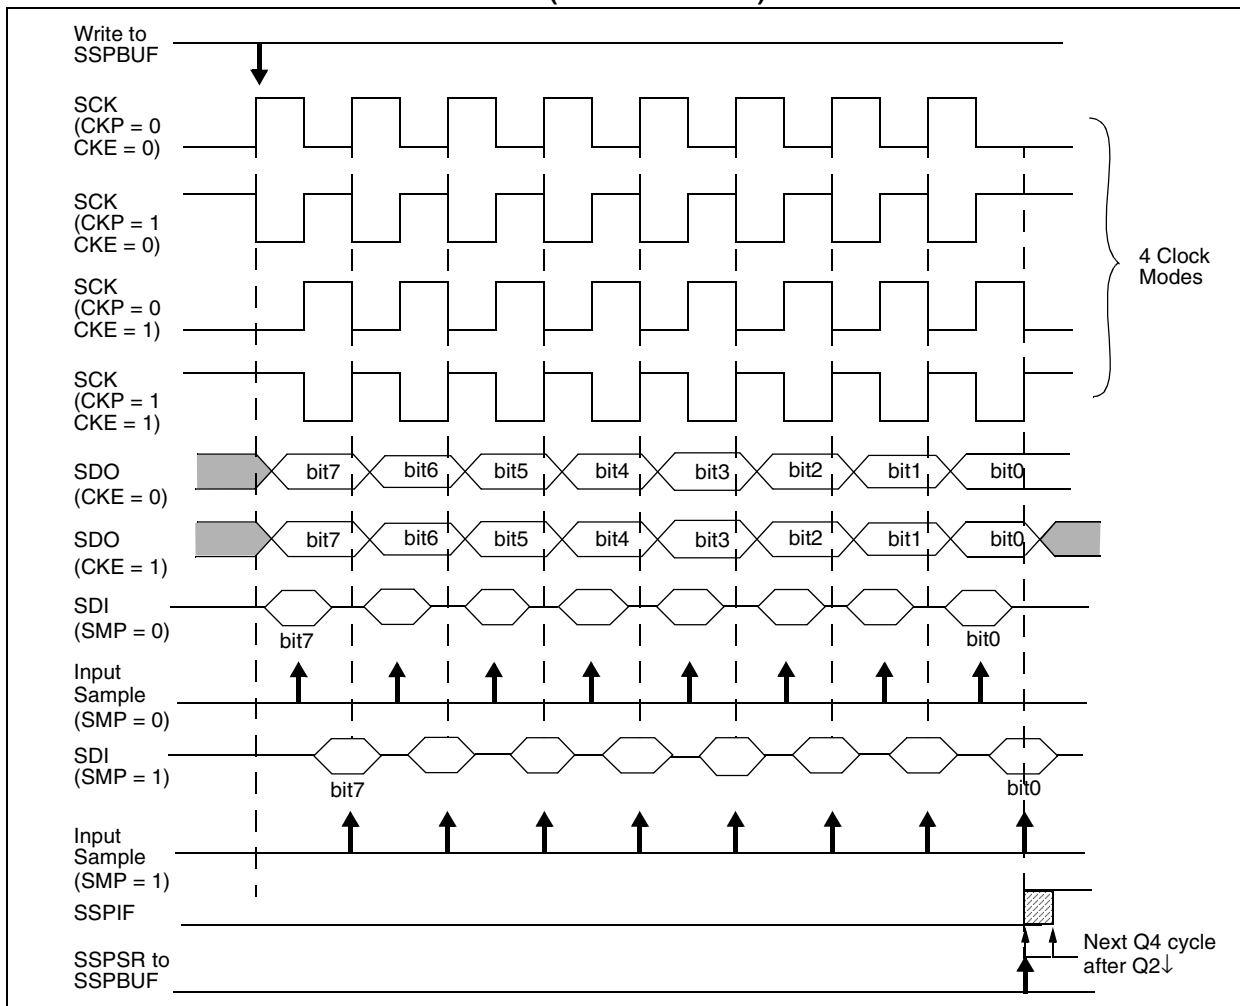 Write to
SSPBUF
SCK
(CKP = 0
CKE = 0)
SCK
(CKP = 1
CKE = 0)
SCK
(CKP = 0
CKE = 1)
SCK
(CKP = 1
CKE = 1)
4 Clock
Modes
SDO
(CKE = 0)
bit7 bit6 bit5 bit4 bit3 bit2 bit1 bit0
SDO
(CKE = 1)
bit7 bit6 bit5 bit4 bit3 bit2 bit1 bit0
SDI
(SMP = 0)
bit7 bit0
Input
Sample
(SMP = 0)
SDI
(SMP = 1)
bit7 bit0
Input
Sample
(SMP = 1)
SSPIF
SSPSR to
SSPBUF
Next Q4 cycle
after Q2↓